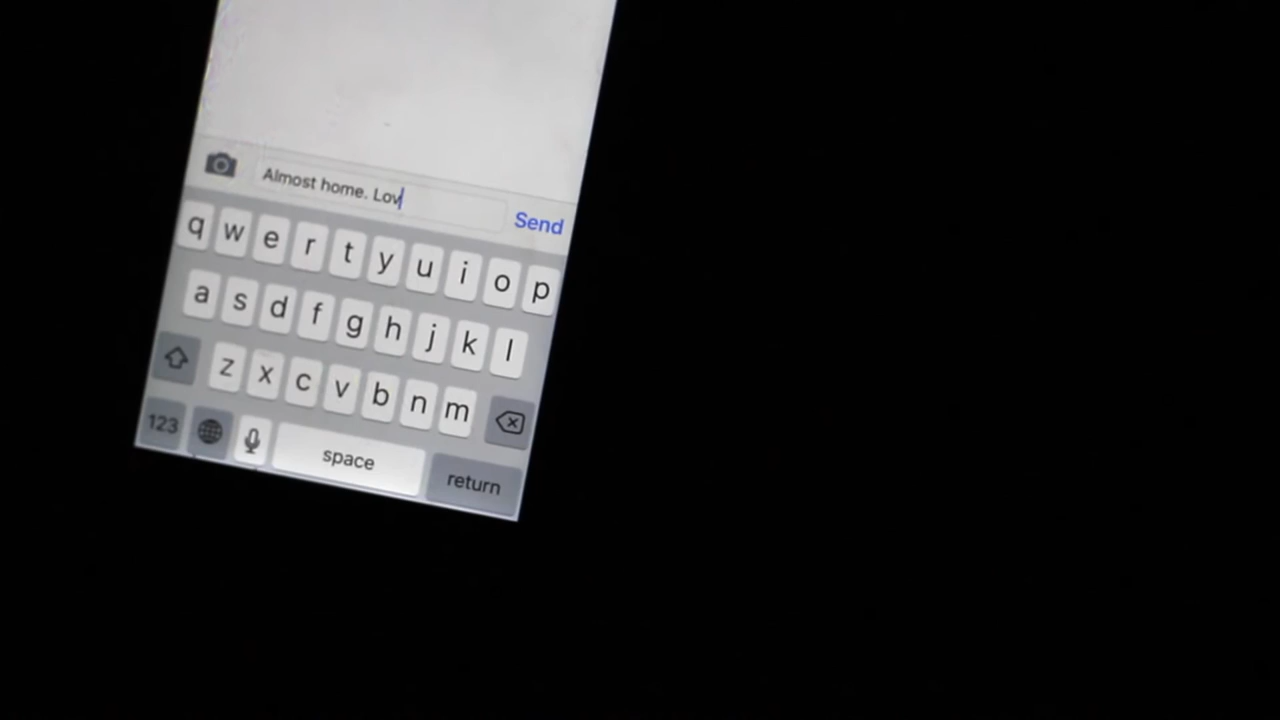 Almost home. Lov
Send
q w e r t y u i o p
a s d f g h j k l
z x c v b n m
123 space return